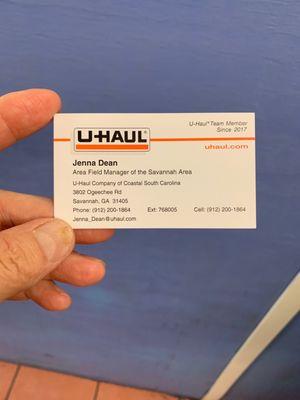 U-Haul® Team Member
Since 2017
U-HAUL
uhaul.com
Jenna Dean
Area Field Manager of the Savannah Area
U-Haul Company of Coastal South Carolina
3802 Ogeechee Rd
Savannah, GA 31405
Phone: (912) 200-1864 Ext: 768005 Cell: (912) 200-1864
Jenna_Dean@uhaul.com